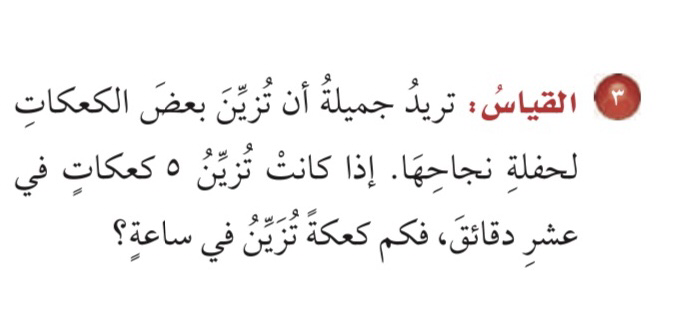 ٣ القياسُ: تريدُ جميلةُ أن تُزيِّنَ بعضَ الكعكاتِ
لحفلةِ نجاحِهَا. إذا كانتْ تُزيِّنُ ٥ كعكاتٍ في
عشرِ دقائقَ، فكم كعكةً تُزَيِّنُ في ساعةٍ؟